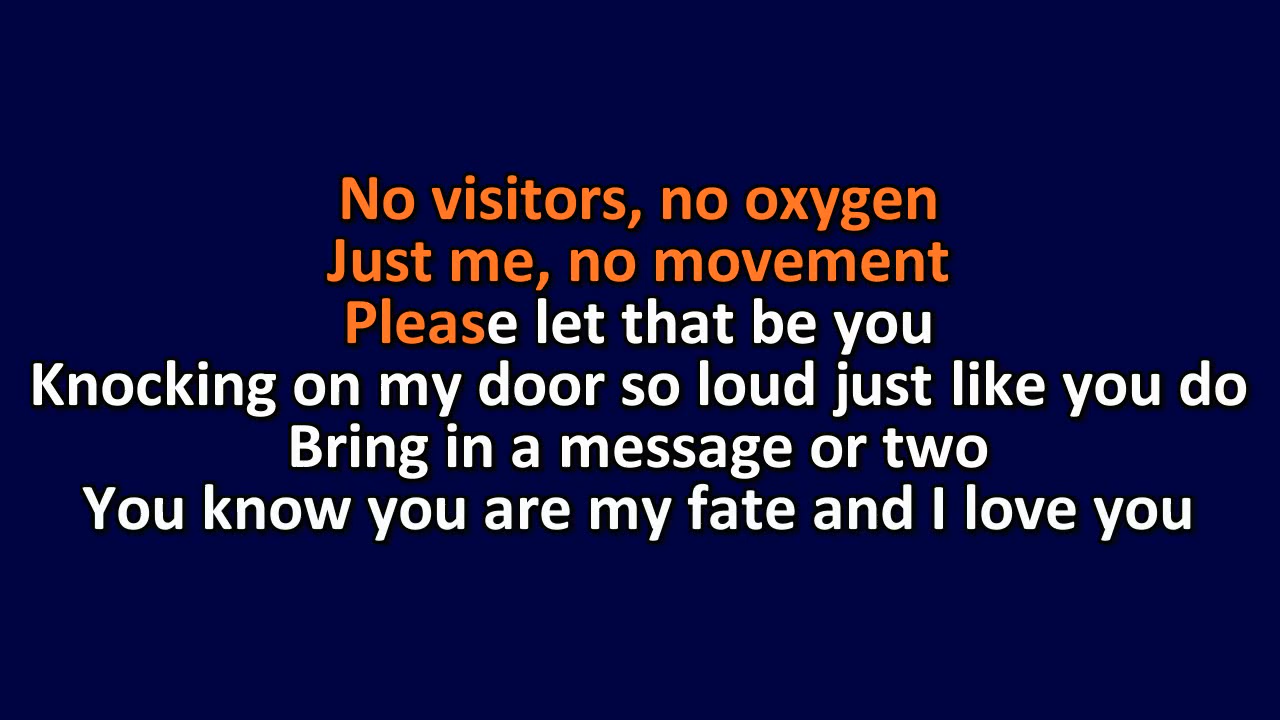 No visitors, no oxygen
Just me, no movement
Please let that be you
Knocking on my door so loud just like you do
Bring in a message or two
You know you are my fate and I love you